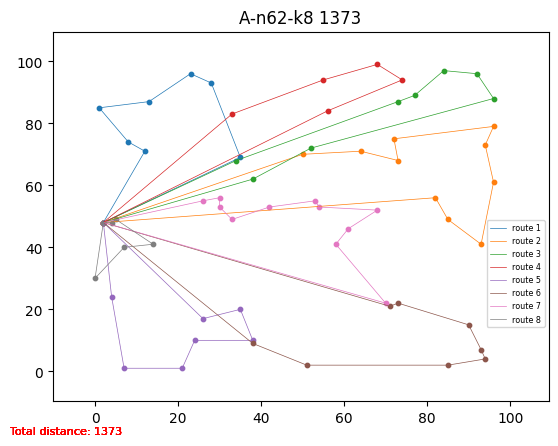 A-n62-k8 1373
100
80
60
40
20
0
0 20 40 60 80 100
route 1
route 2
route 3
route 4
route 5
route 6
route 7
route 8
Total distance: 1373